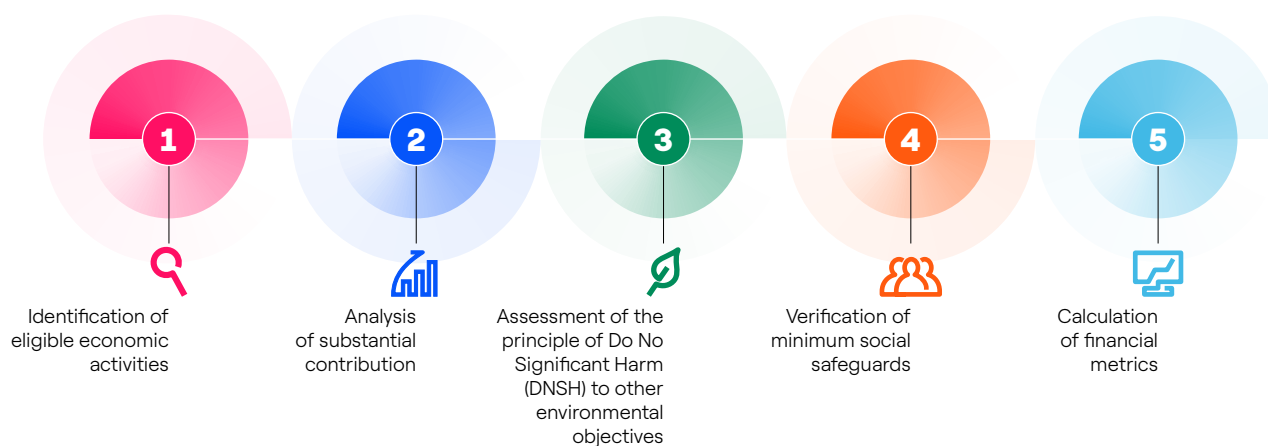 1
Identification of
eligible economic
activities
2
Analysis
of substantial
contribution
3
Assessment of the
principle of Do No
Significant Harm
(DNSH) to other
environmental
objectives
4
Verification of
minimum social
safeguards
5
Calculation
of financial
metrics